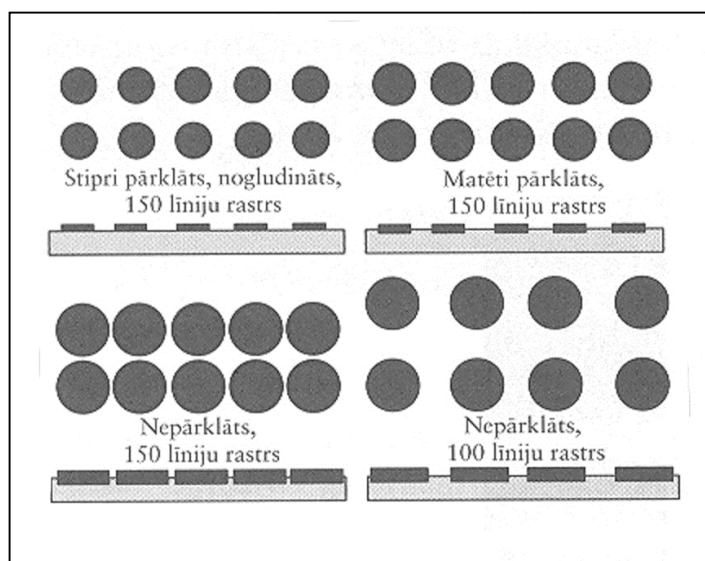 Stipri pārklāts, nogludināts,
150 līniju rastrs
Matēti pārklāts,
150 līniju rastrs
Nepārklāts,
150 līniju rastrs
Nepārklāts,
100 līniju rastrs